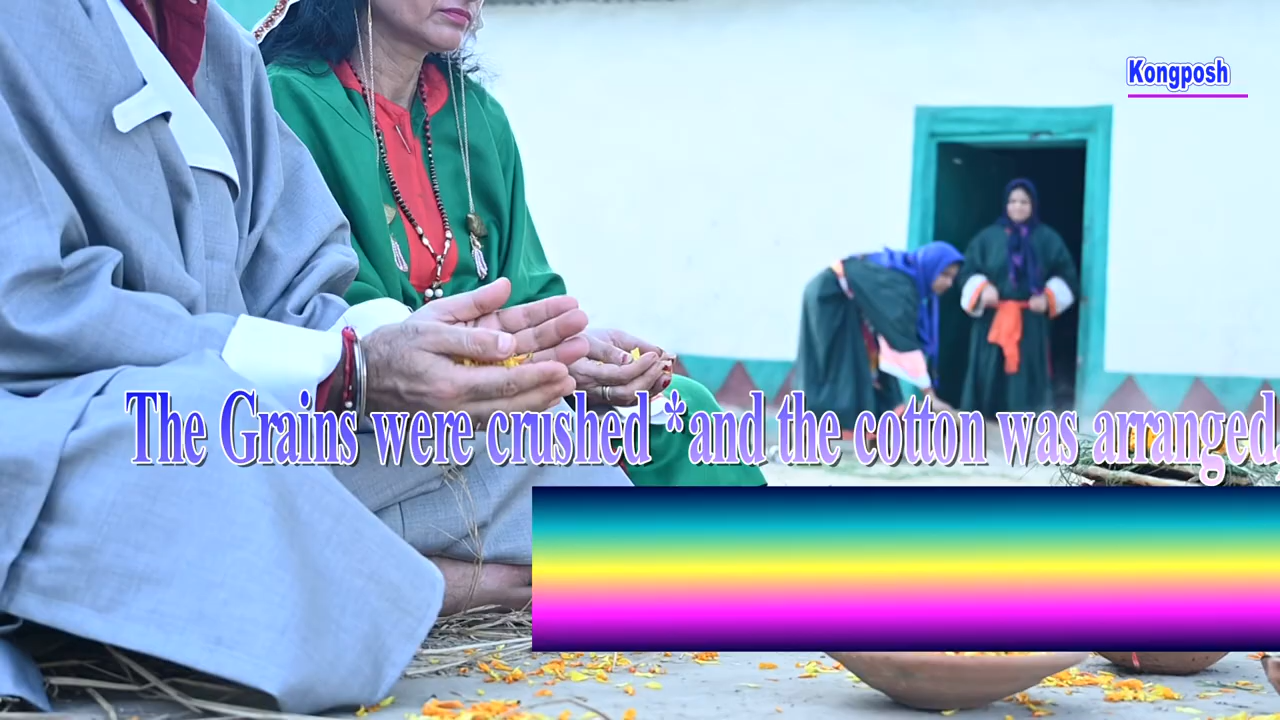 Kongposh
The Grains were crushed *and the cotton was arranged,